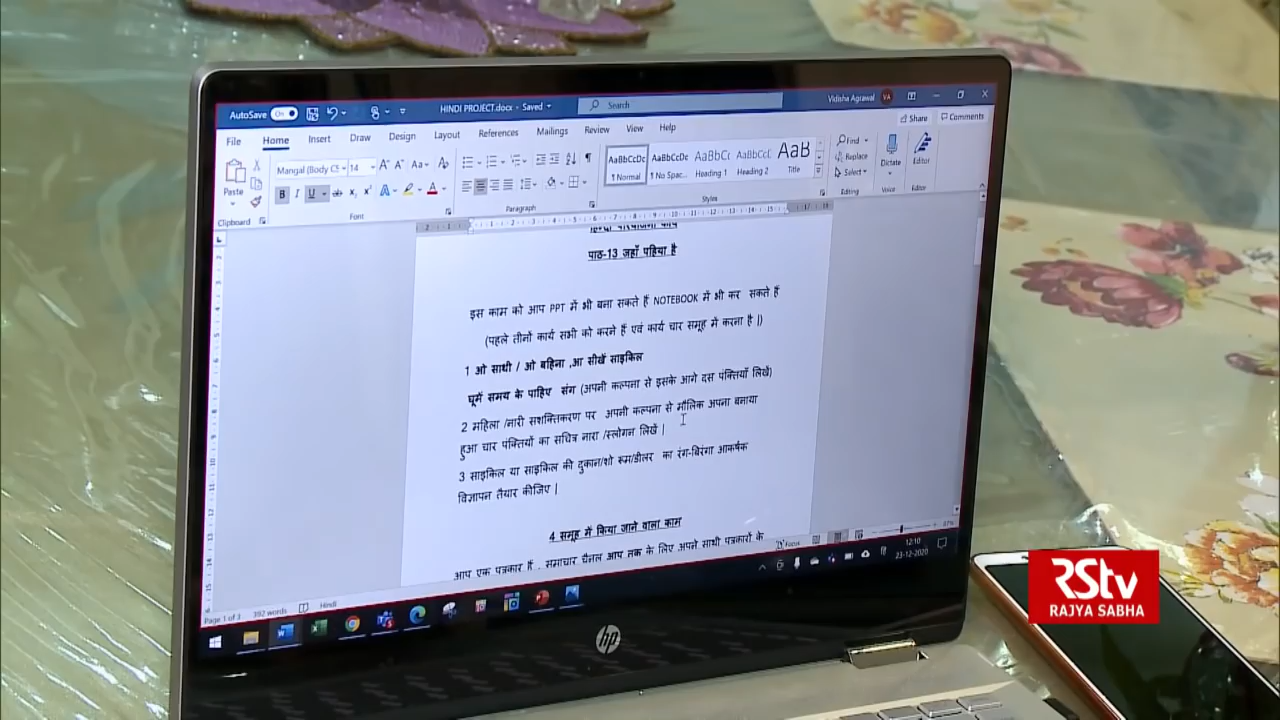 AutoSave On HINDI PROJECT.docx - Saved Search Vidisha Agrawal VA
File Home Insert Draw Design Layout References Mailings Review View Help Share Comments
Mangal (Body CS 14
Paste
AaBbCcDc AaBbCcDc AaBbCc AaBbCcC AaB
¶ Normal ¶ No Spac... Heading 1 Heading 2 Title
Find
Replace
Select
Dictate
Editor
Clipboard Font Paragraph Styles Editing Voice Editor
हिन्दी परियोजना कार्य
पाठ-13 जहाँ पहिया है
इस काम को आप PPT में भी बना सकते हैं NOTEBOOK में भी कर सकते हैं
(पहले तीनों कार्य सभी को करने हैं एवं कार्य चार समूह में करना है |)
1 ओ साथी / ओ बहिना ,आ सीखें साइकिल
घूमें समय के पाहिए संग (अपनी कल्पना से इसके आगे दस पंक्तियाँ लिखें)
2 महिला /नारी सशक्तिकरण पर अपनी कल्पना से मौलिक अपना बनाया
हुआ चार पंक्तियों का सचित्र नारा /स्लोगन लिखें |
3 साइकिल या साइकिल की दुकान/शो रूम/डीलर का रंग-बिरंगा आकर्षक
विज्ञापन तैयार कीजिए |
4 समूह में किया जाने वाला काम
आप एक पत्रकार हैं , समाचार चैनल आप तक के लिए अपने साथी पत्रकारों के
Page 1 of 3 392 words Hindi Focus
12:10
23-12-2020
hp
RSTV
RAJYA SABHA